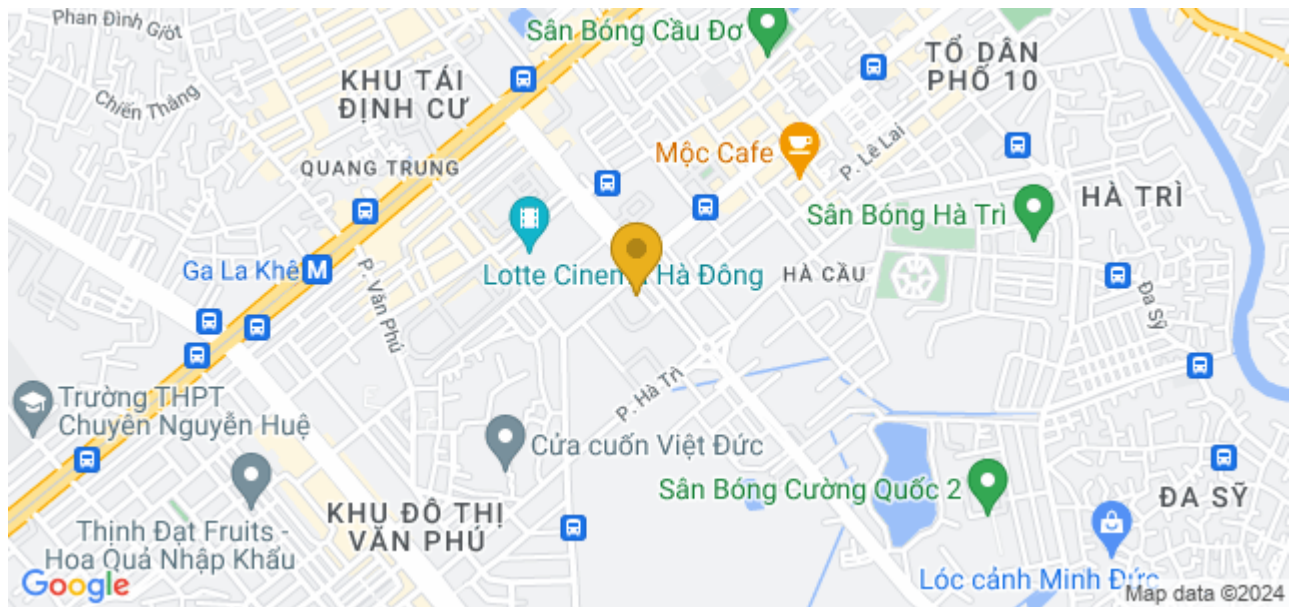 Phan Đình Giót
Sân Bóng Cầu Đơ
TỔ DÂN
PHỐ 10
KHU TÁI
ĐỊNH CƯ
Chiến Thắng
QUANG TRUNG
Mộc Cafe
P. Lê Lai
HÀ TRÌ
Sân Bóng Hà Trì
Ga La Khê
M
P. Văn Phú
Lotte Cinema Hà Đông
HÀ CẦU
Đa Sỹ
P. Hà Trì
Trường THPT
Chuyên Nguyễn Huệ
Cửa cuốn Việt Đức
Sân Bóng Cường Quốc 2
ĐA SỸ
KHU ĐÔ THỊ
VĂN PHÚ
Thịnh Đạt Fruits -
Hoa Quả Nhập Khẩu
Lóc cảnh Minh Đức
Google
Map data ©2024